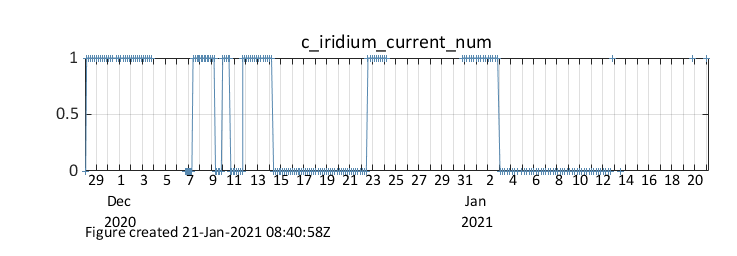 c_iridium_current_num
1
0.5
0
29 1 3 5 7 9 11 13 15 17 19 21 23 25 27 29 31 2 4 6 8 10 12 14 16 18 20
Dec Jan
2020 2021
Figure created 21-Jan-2021 08:40:58Z